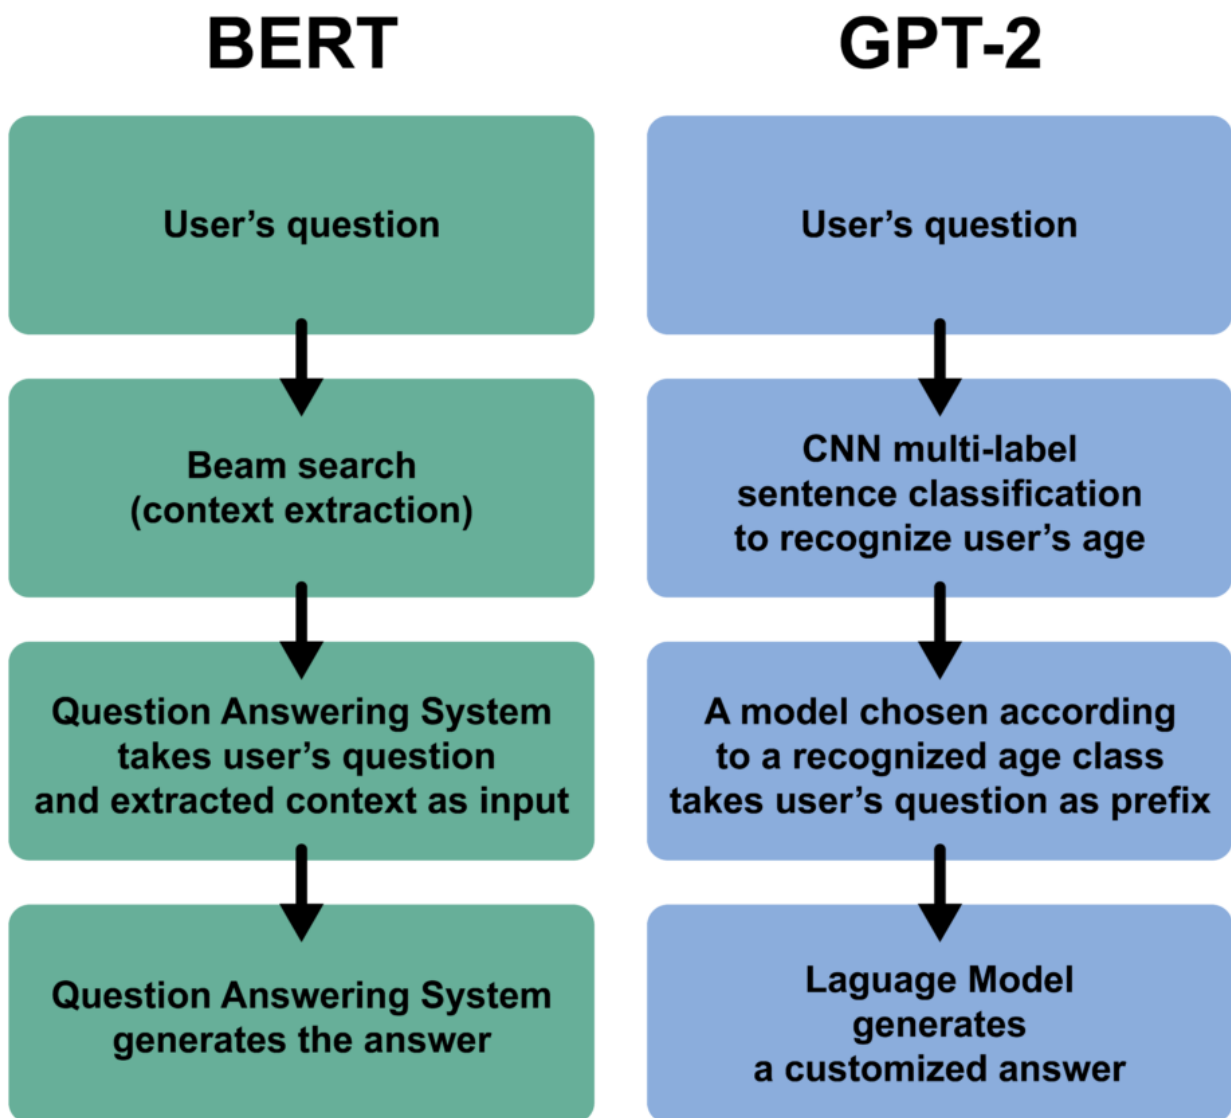 BERT
User’s question
Beam search
(context extraction)
Question Answering System
takes user’s question
and extracted context as input
Question Answering System
generates the answer
GPT-2
User’s question
CNN multi-label
sentence classification
to recognize user’s age
A model chosen according
to a recognized age class
takes user’s question as prefix
Laguage Model
generates
a customized answer